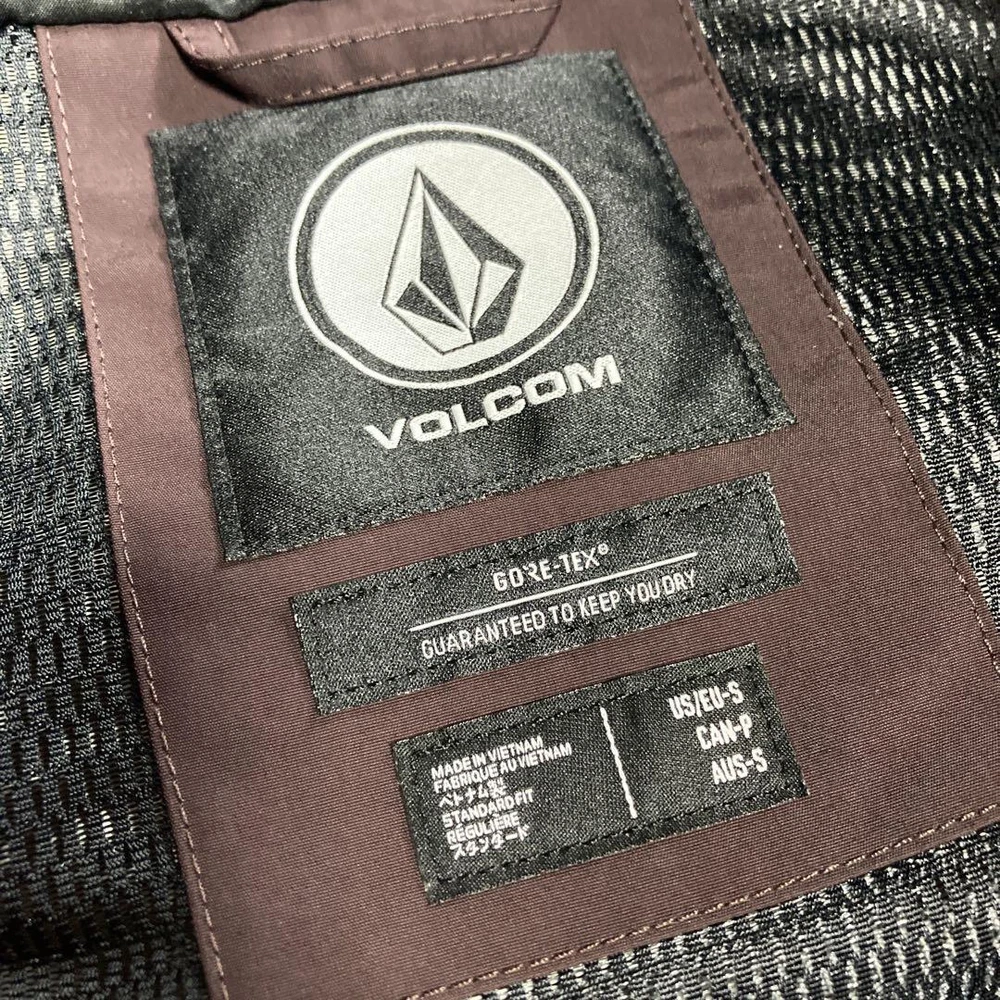 VOLCOM
GORE-TEX®
GUARANTEED TO KEEP YOU DRY
MADE IN VIETNAM
FABRIQUE AU VIETNAM
ベトナム製
STANDARD FIT
RÉGULIÈRE
スタンダード
US/EU-S
CAN-P
AUS-S